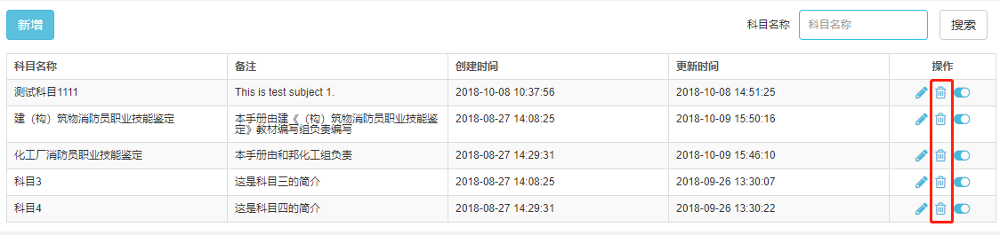 新增
科目名称 科目名称 搜索
科目名称 备注 创建时间 更新时间 操作
测试科目1111 This is test subject 1. 2018-10-08 10:37:56 2018-10-08 14:51:25
建（构）筑物消防员职业技能鉴定 本手册由建《（构）筑物消防员职业技能鉴 2018-08-27 14:08:25 2018-10-09 15:50:16
定》教材编写组负责编写
化工厂消防员职业技能鉴定 本手册由和邦化工组负责 2018-08-27 14:29:31 2018-10-09 15:46:10
科目3 这是科目三的简介 2018-08-27 14:08:25 2018-09-26 13:30:07
科目4 这是科目四的简介 2018-08-27 14:29:31 2018-09-26 13:30:22